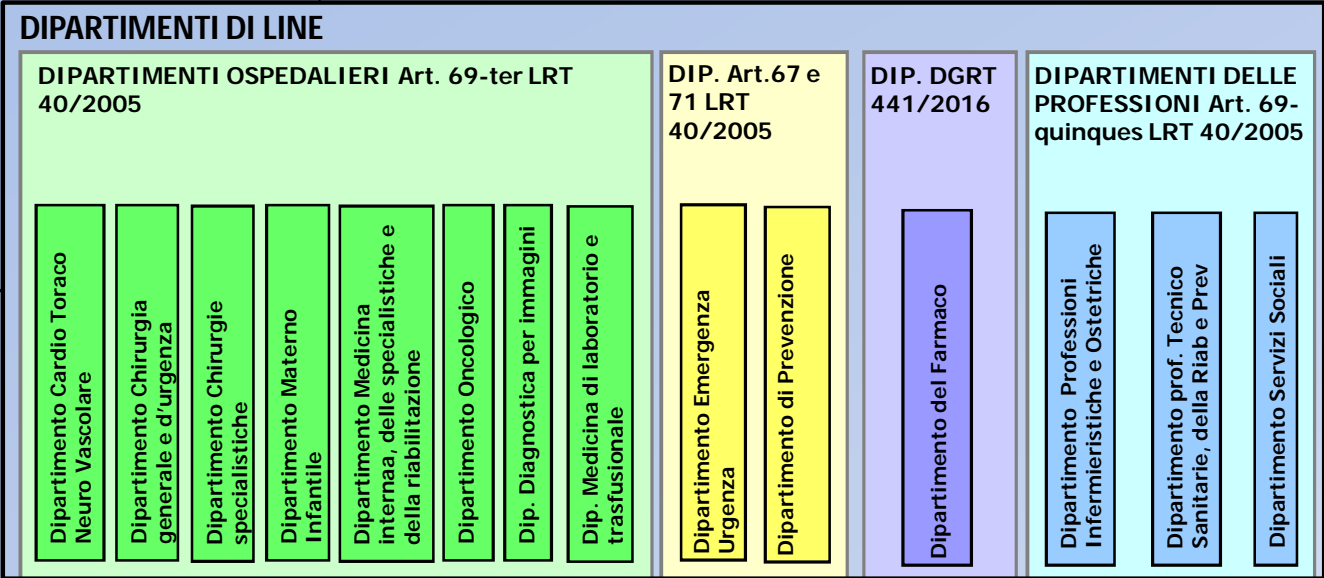 DIPARTIMENTI DI LINE
DIPARTIMENTI OSPEDALIERI Art. 69-ter LRT
40/2005
Dipartimento Cardio Toraco
Neuro Vascolare
Dipartimento Chirurgia
generale e d'urgenza
Dipartimento Chirurgie
specialistiche
Dipartimento Materno
Infantile
Dipartimento Medicina
internaa, delle specialistiche e
della riabilitazione
Dipartimento Oncologico
Dip. Diagnostica per immagini
Dip. Medicina di laboratorio e
trasfusionale
DIP. Art.67 e
71 LRT
40/2005
Dipartimento Emergenza
Urgenza
Dipartimento di Prevenzione
DIP. DGRT
441/2016
Dipartimento del Farmaco
DIPARTIMENTI DELLE
PROFESSIONI Art. 69-
quinques LRT 40/2005
Dipartimento Professioni
Infermieristiche e Ostetriche
Dipartimento prof. Tecnico
Sanitarie, della Riab e Prev
Dipartimento Servizi Sociali